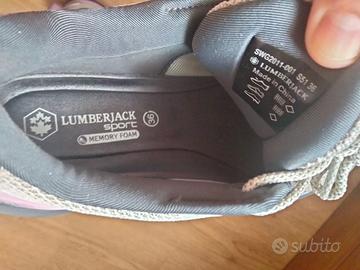 LUMBERJACK
sport
MEMORY FOAM
36
SWG2011-001 S51 36
LUMBERJACK
Made in China
subito